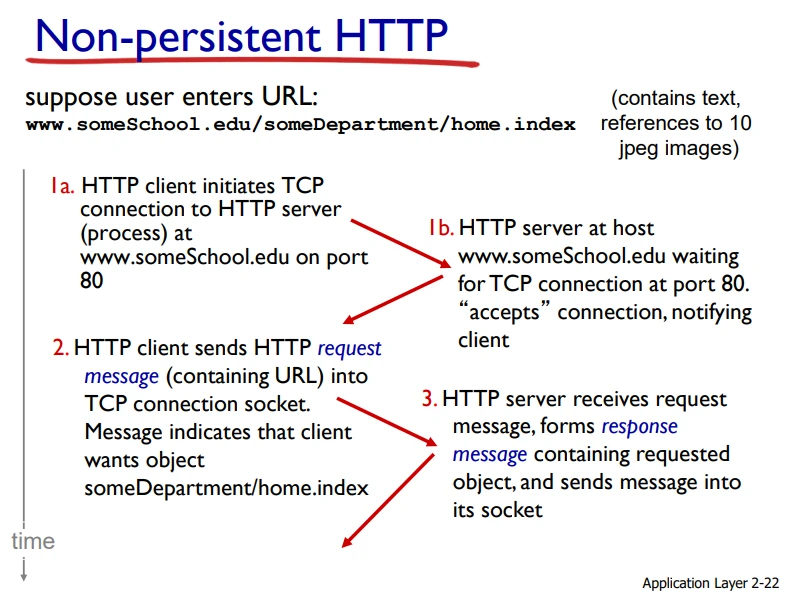 Non-persistent HTTP
suppose user enters URL:
www.someSchool.edu/someDepartment/home.index
(contains text,
references to 10
jpeg images)
1a. HTTP client initiates TCP
connection to HTTP server
(process) at
www.someSchool.edu on port
80
1b. HTTP server at host
www.someSchool.edu waiting
for TCP connection at port 80.
“accepts” connection, notifying
client
2. HTTP client sends HTTP request
message (containing URL) into
TCP connection socket.
Message indicates that client
wants object
someDepartment/home.index
3. HTTP server receives request
message, forms response
message containing requested
object, and sends message into
its socket
time
Application Layer 2-22